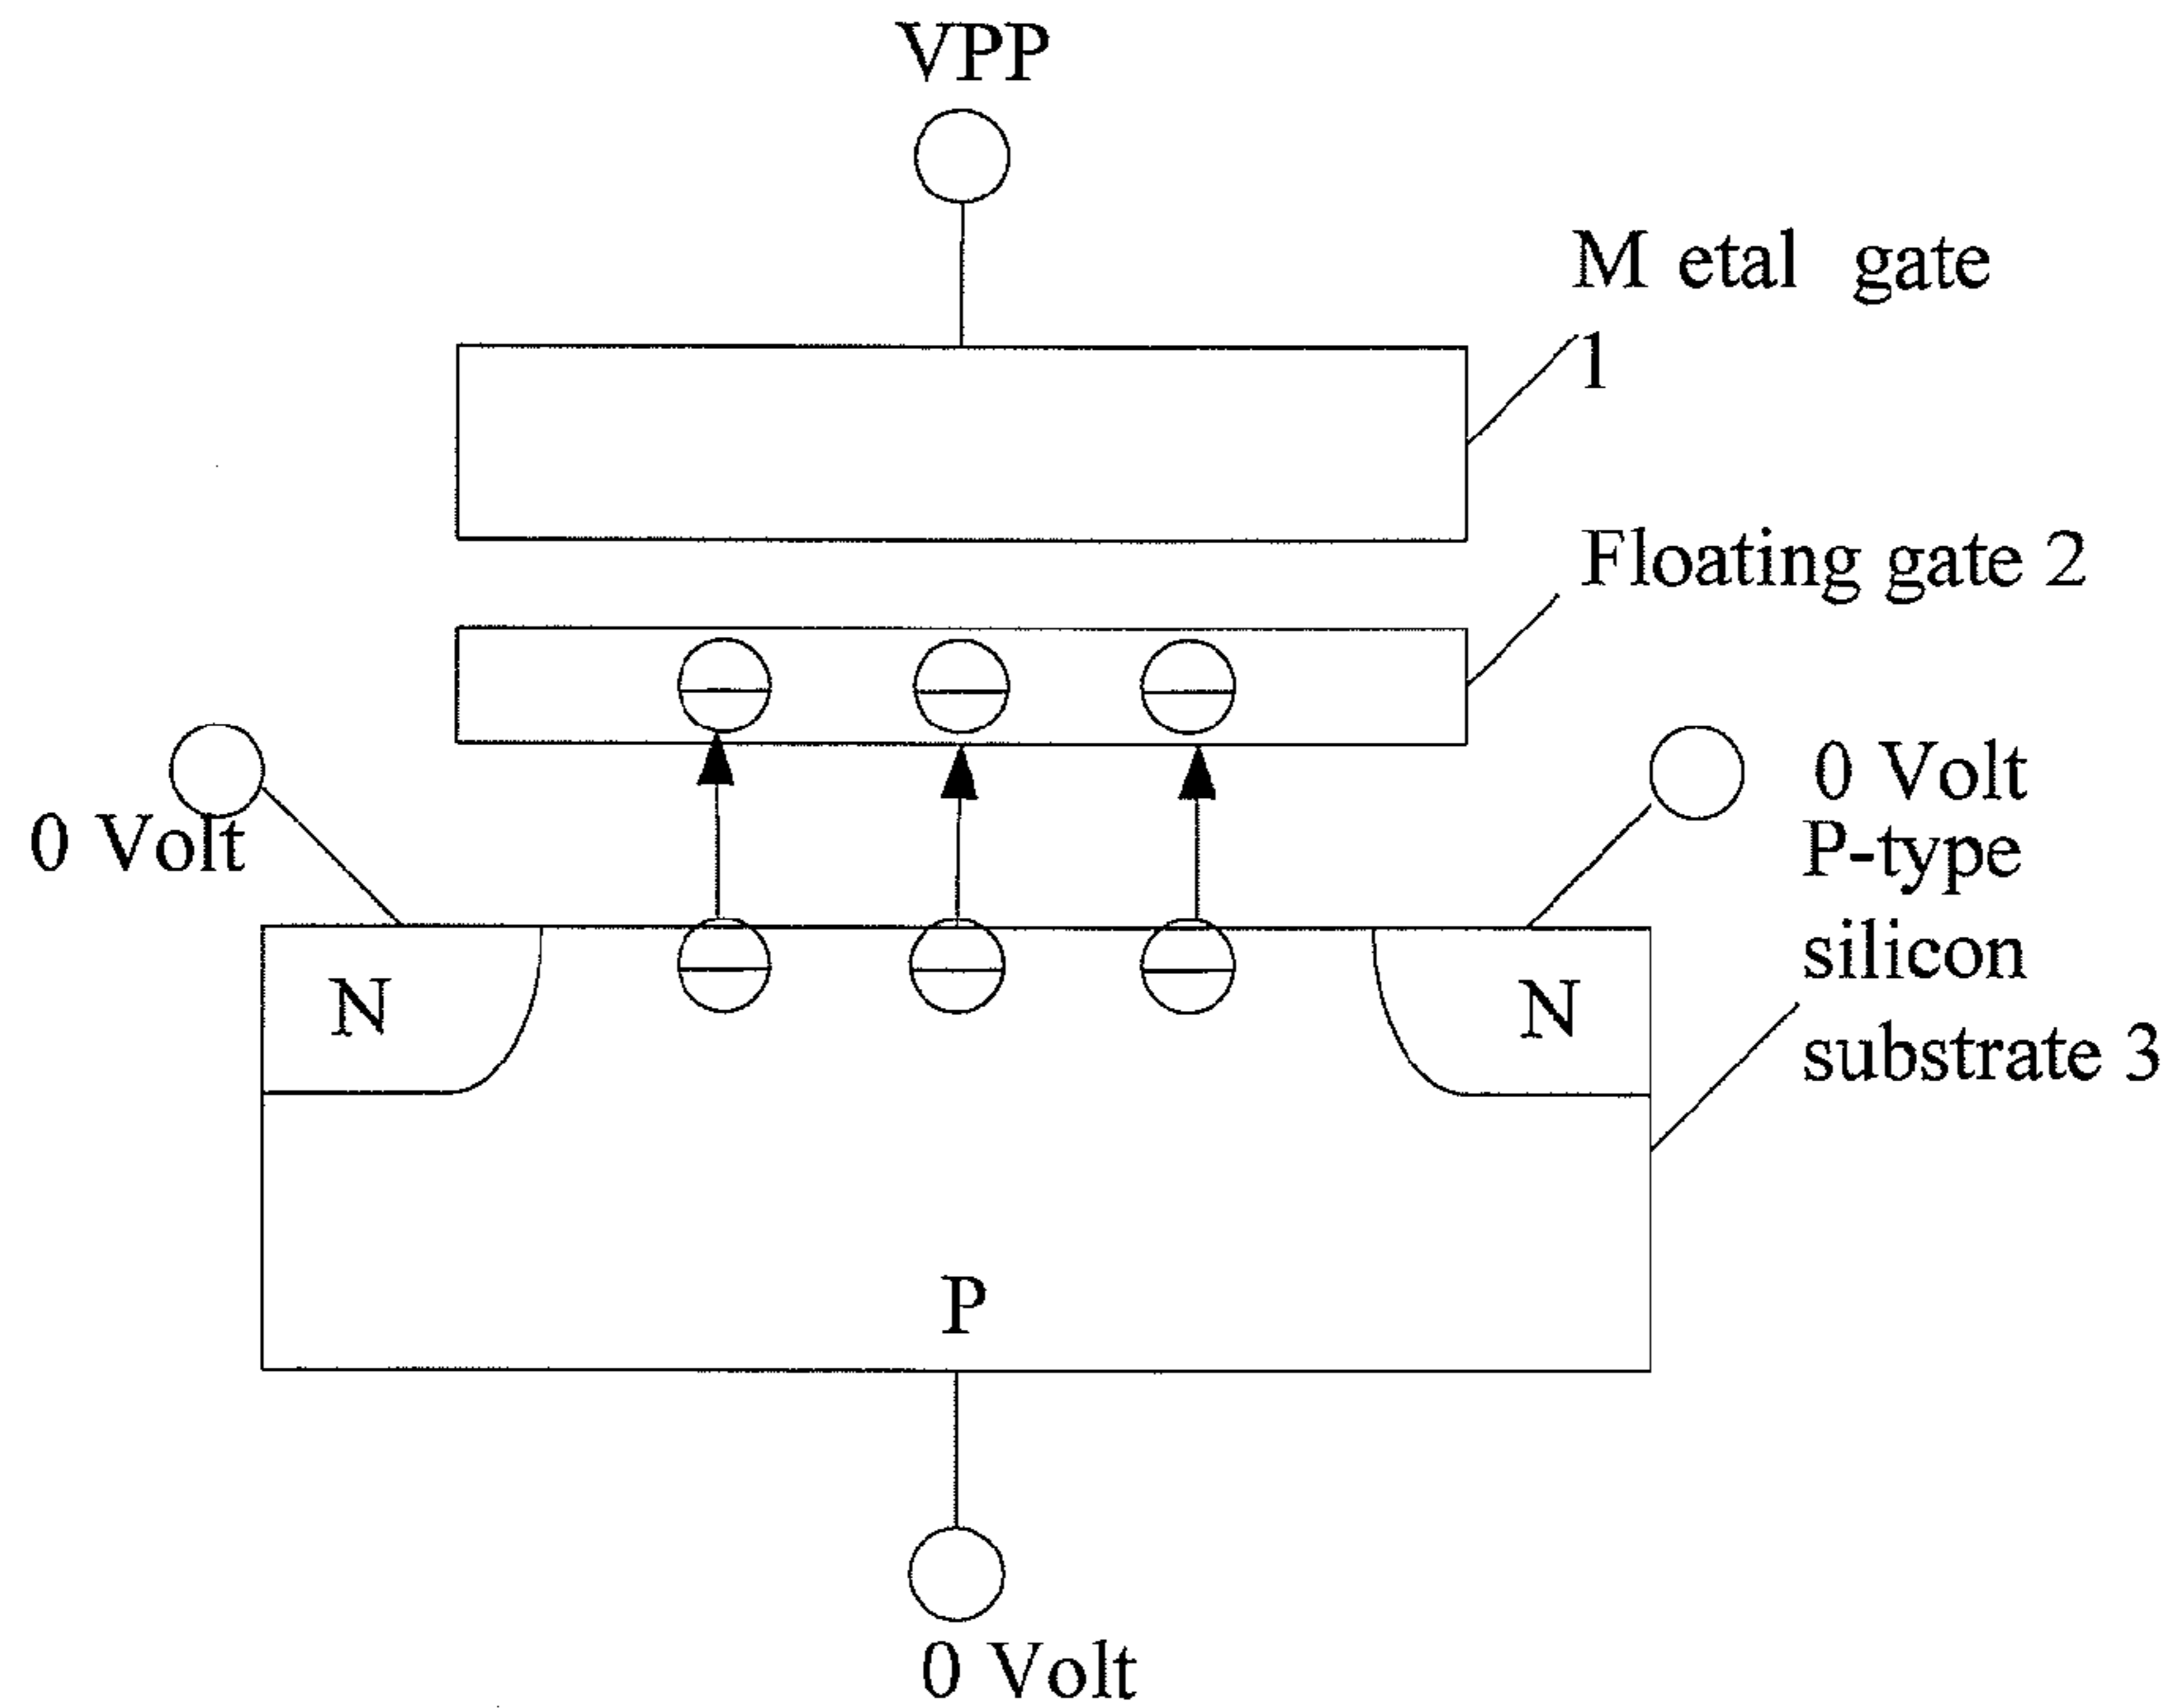 VPP
M etal gate
1
Floating gate 2
0 Volt
0 Volt
P-type
silicon
substrate 3
N
N
P
0 Volt